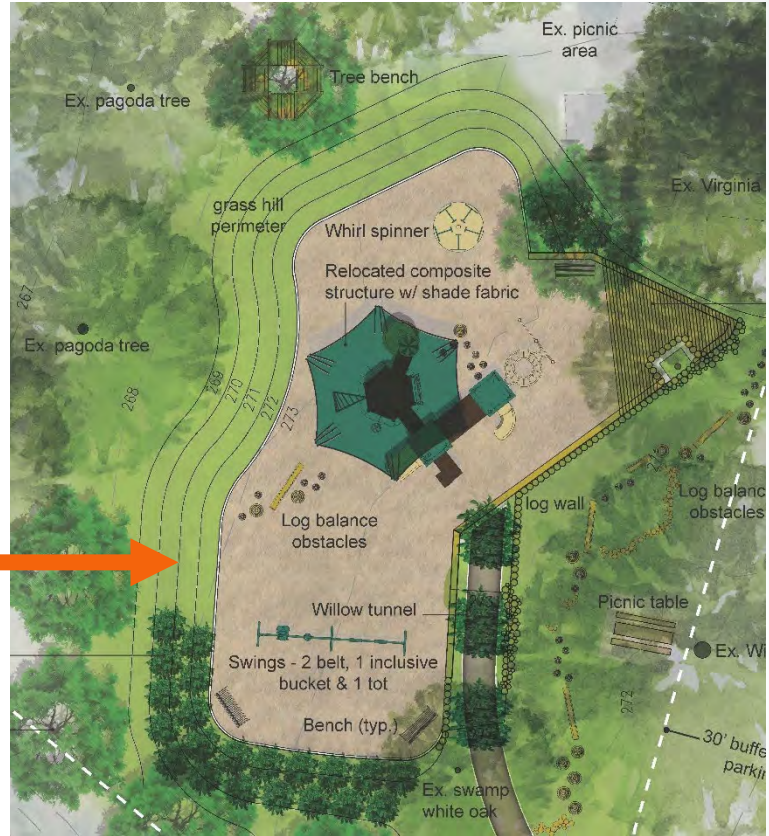 Ex. picnic
area
Tree bench
Ex. pagoda tree
Ex. Virginia
grass hill
perimeter
Whirl spinner
Relocated composite
structure w/ shade fabric
267
Ex. pagoda tree
268
269
270
271
272
273
Log balance
obstacles
log wall
Log balanc
obstacles
Willow tunnel
Picnic table
Swings - 2 belt, 1 inclusive
bucket & 1 tot
Ex. Wi
272
Bench (typ.)
30' buffe
parkin
Ex. swamp
white oak